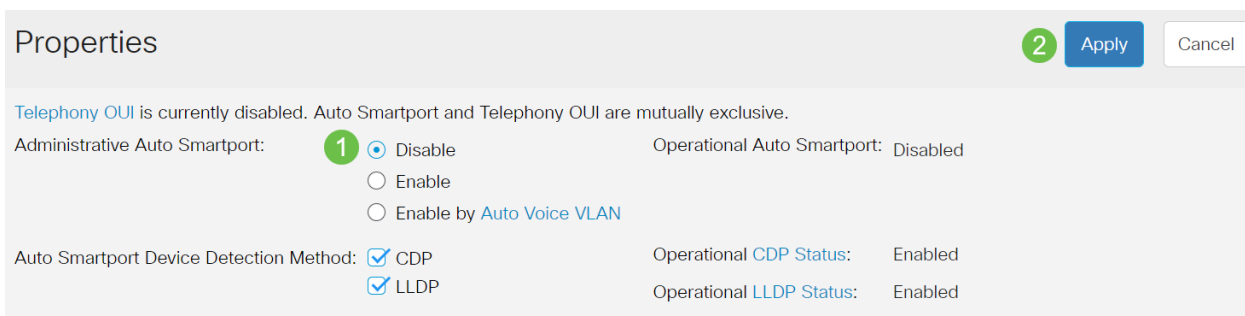 Properties
2 Apply Cancel
Telephony OUI is currently disabled. Auto Smartport and Telephony OUI are mutually exclusive.
Administrative Auto Smartport: 1 Disable Operational Auto Smartport: Disabled
Enable
Enable by Auto Voice VLAN
Auto Smartport Device Detection Method: CDP Operational CDP Status: Enabled
LLDP Operational LLDP Status: Enabled